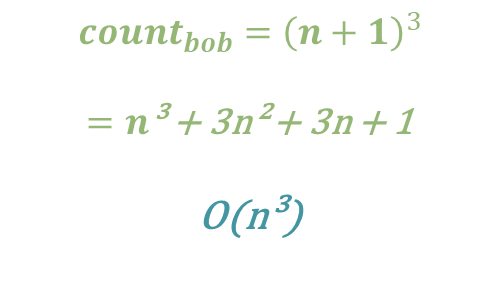 count_bob = (n + 1)³
= n³ + 3n² + 3n + 1
O(n³)